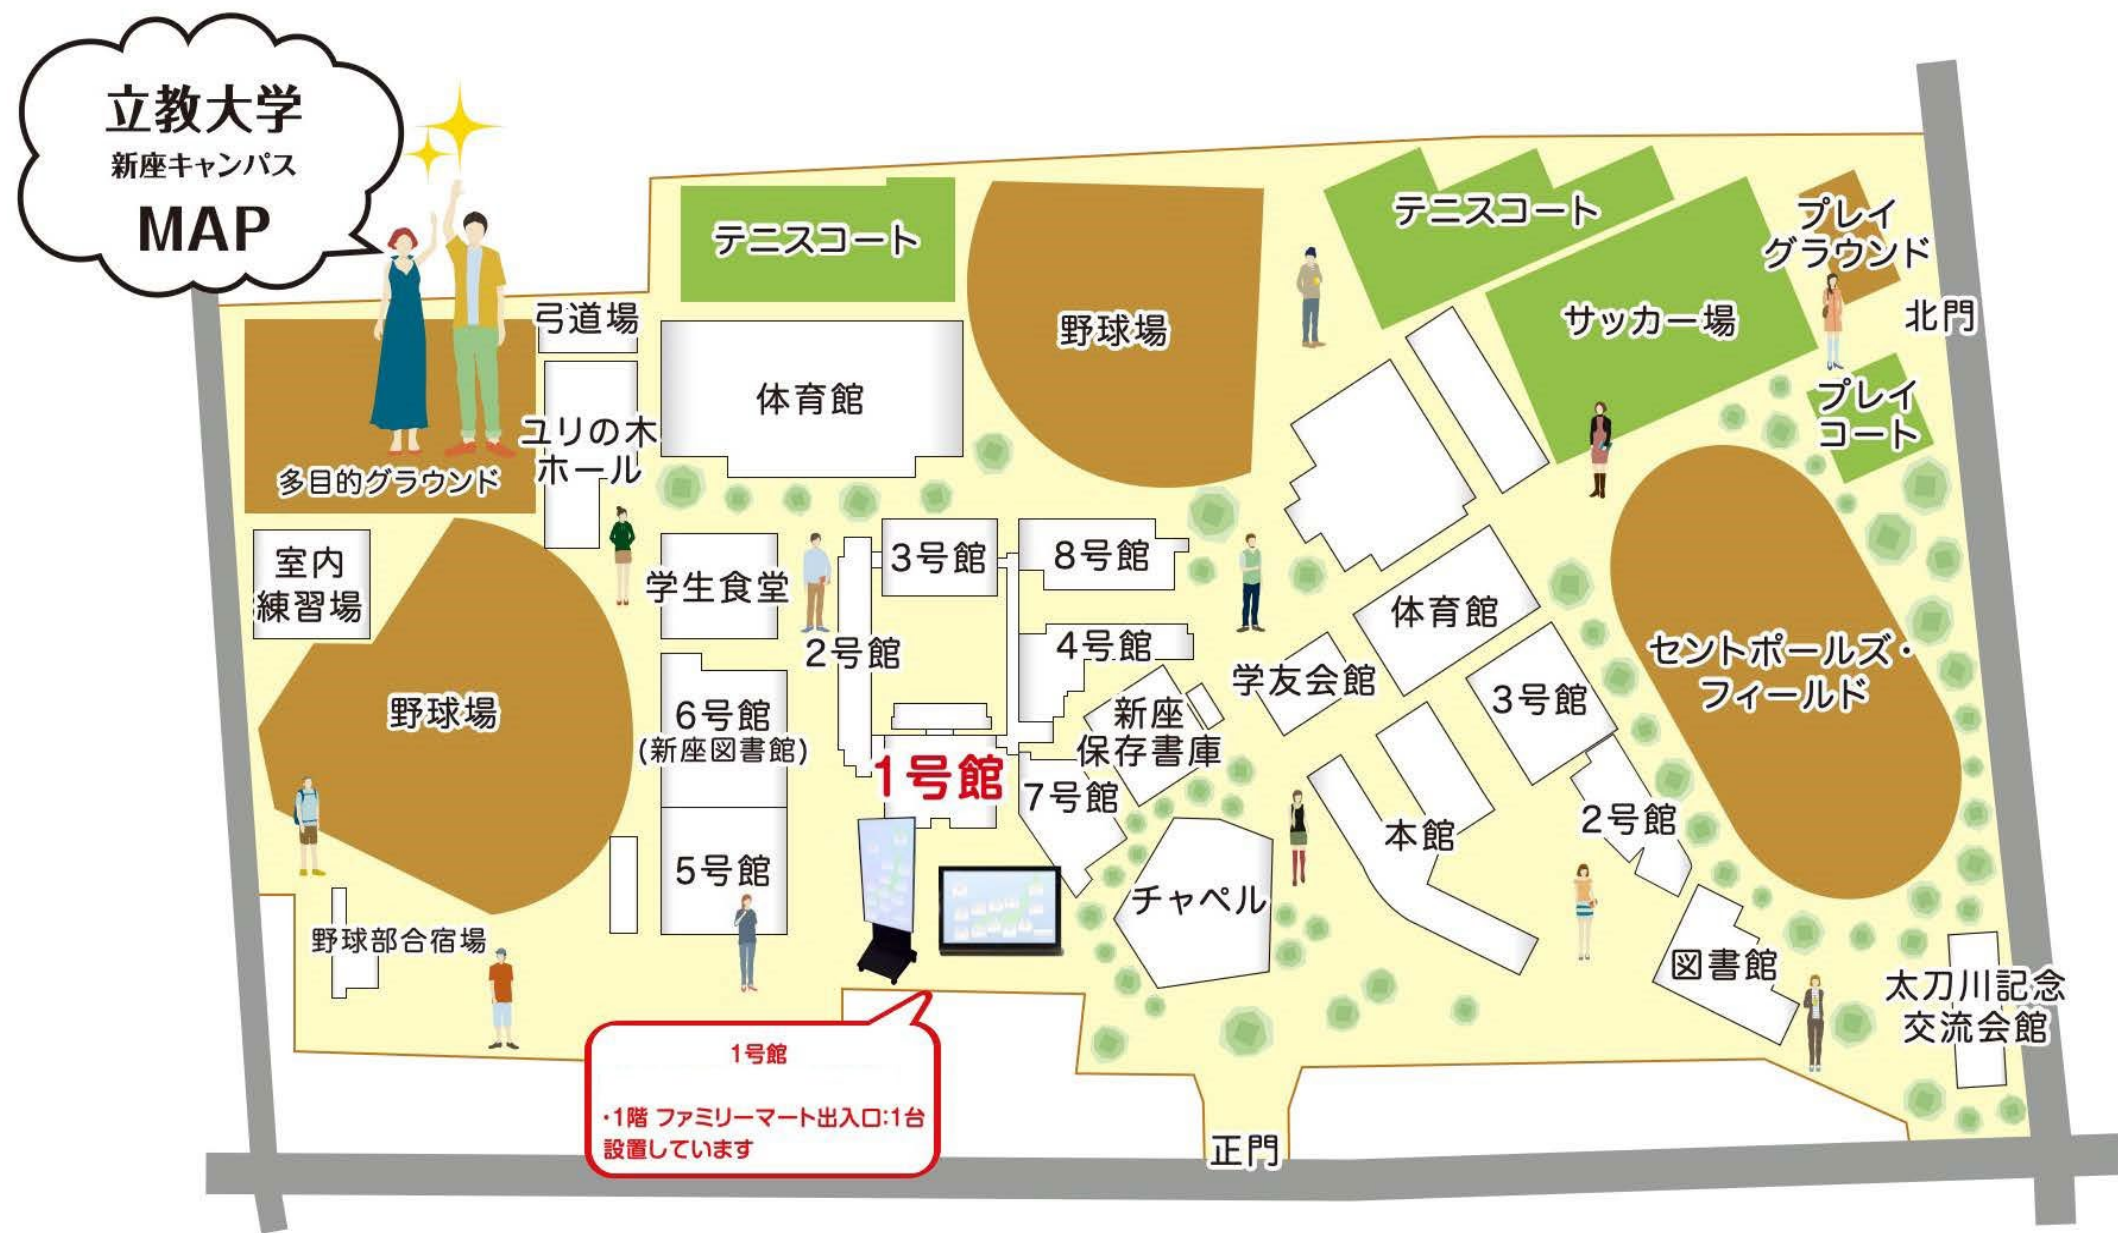 立教大学
新座キャンパス
MAP
テニスコート
テニスコート
プレイ
グラウンド
弓道場
野球場
サッカー場
北門
体育館
プレイ
コート
ユリの木
ホール
多目的グラウンド
室内
練習場
学生食堂
3号館
8号館
体育館
2号館
4号館
学友会館
セントポールズ・
フィールド
野球場
6号館
(新座図書館)
新座
保存書庫
3号館
1号館
7号館
2号館
本館
5号館
チャペル
野球部合宿場
図書館
太刀川記念
交流会館
1号館
・1階 ファミリーマート出入口:1台
設置しています
正門